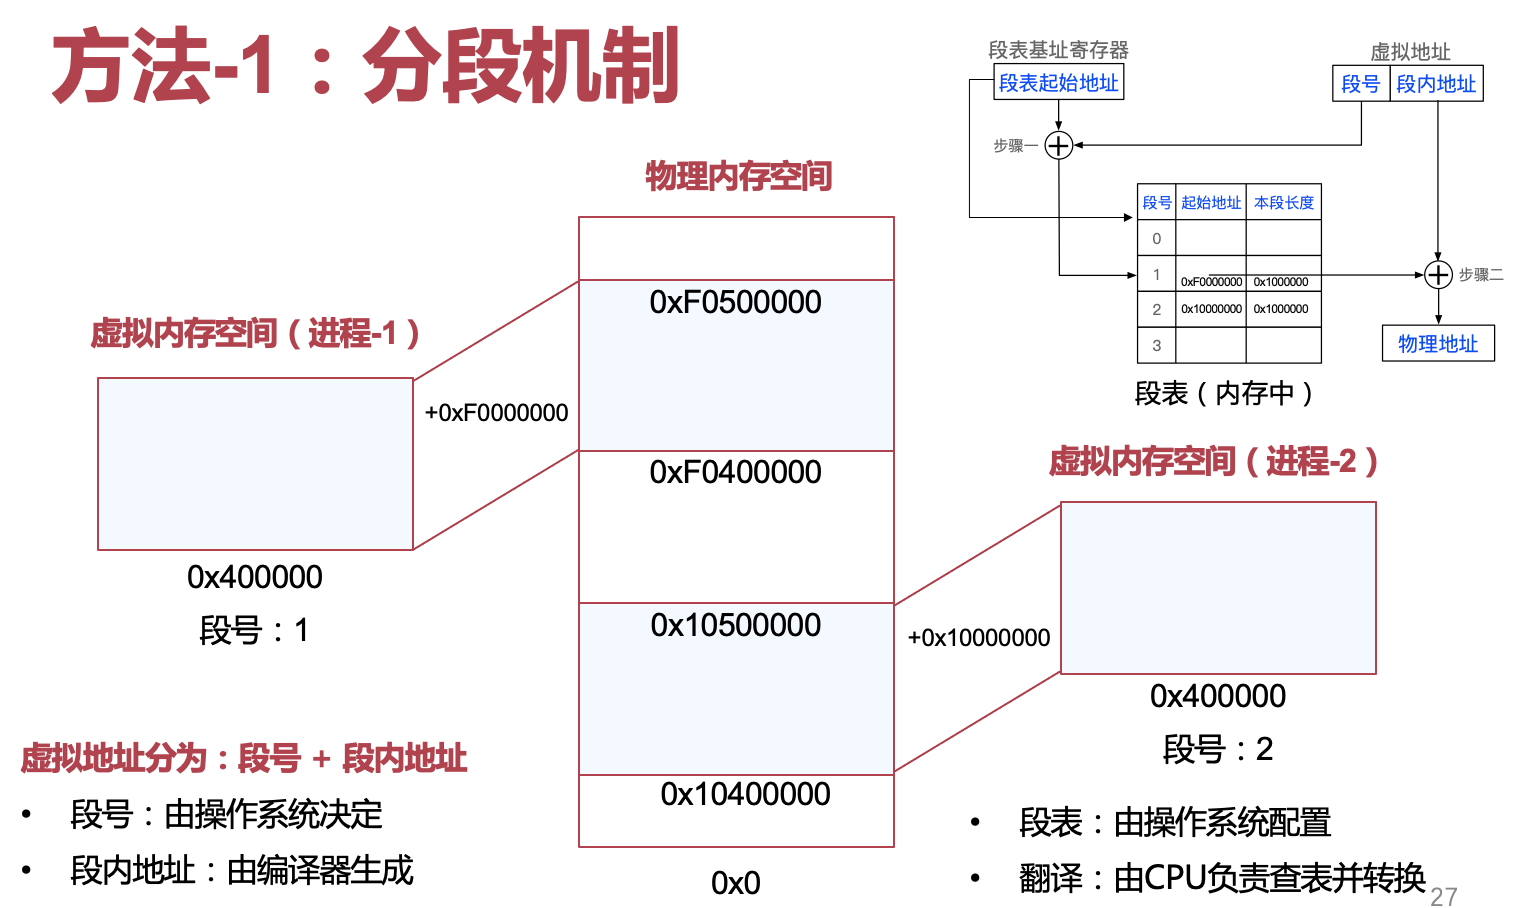 方法-1：分段机制
段表基址寄存器
段表起始地址
虚拟地址
段号 段内地址
步骤一
段号 起始地址 本段长度
0
1 0xF0000000 0x1000000
2 0x10000000 0x1000000
3
步骤二
物理地址
段表（内存中）
物理内存空间
0xF0500000
0xF0400000
0x10500000
0x10400000
0x0
虚拟内存空间（进程-1）
+0xF0000000
0x400000
段号：1
虚拟内存空间（进程-2）
+0x10000000
0x400000
段号：2
虚拟地址分为：段号 + 段内地址
• 段号：由操作系统决定
• 段内地址：由编译器生成
• 段表：由操作系统配置
• 翻译：由CPU负责查表并转换
27